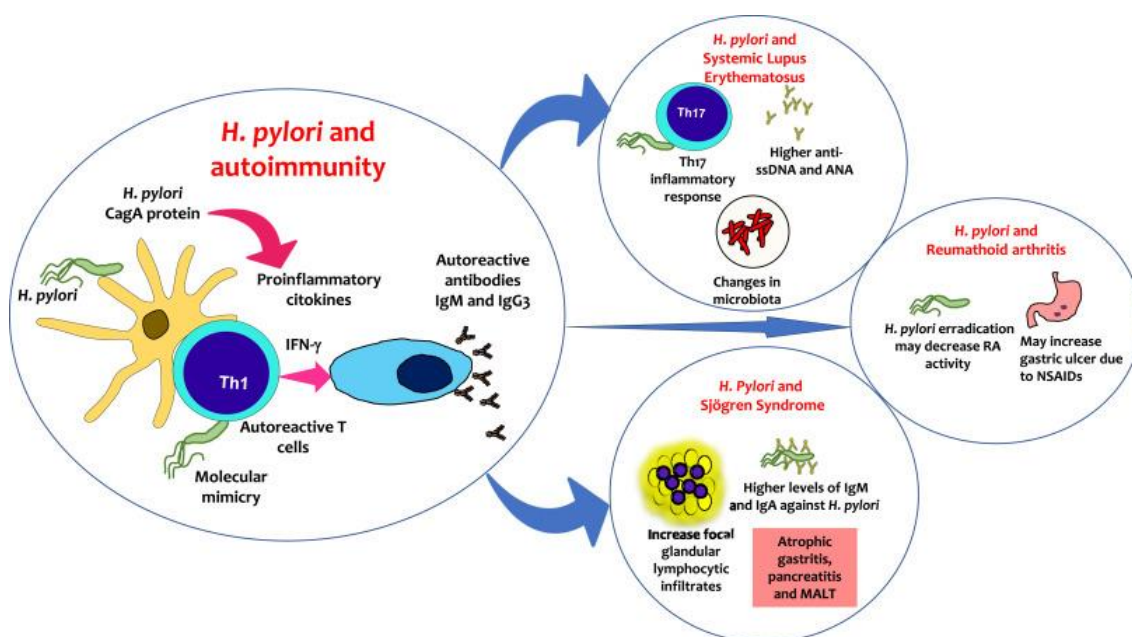 H. pylori and
autoimmunity
H. pylori
CagA protein
H. pylori
Proinflammatory
citokines
Autoreactive
antibodies
IgM and IgG3
IFN-γ
Th1
Autoreactive T
cells
Molecular
mimicry
H. pylori and
Systemic Lupus
Erythematosus
Th17
Th17
inflammatory
response
Higher anti-
ssDNA and ANA
Changes in
microbiota
H. pylori and
Reumathoid arthritis
H. pylori erradication
may decrease RA
activity
May increase
gastric ulcer due
to NSAIDs
H. Pylori and
Sjögren Syndrome
Increase focal
glandular
lymphocytic
infiltrates
Higher levels of IgM
and IgA against H. pylori
Atrophic
gastritis,
pancreatitis
and MALT